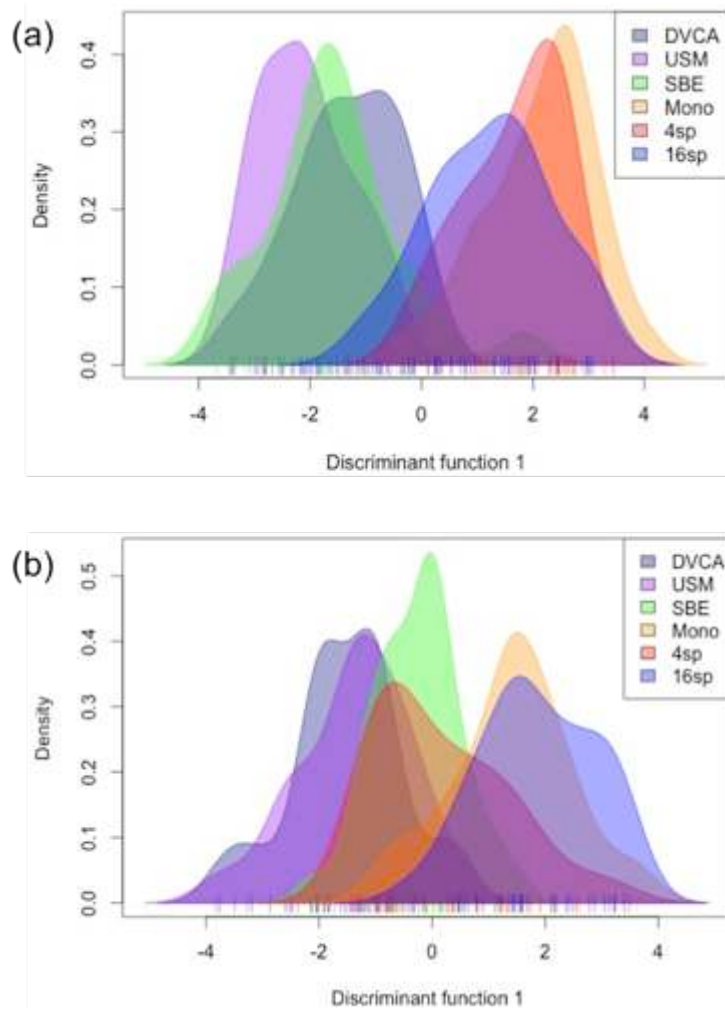 (a)
DVCA
USM
SBE
Mono
4sp
16sp
Density
0.0
0.1
0.2
0.3
0.4
-4 -2 0 2 4
Discriminant function 1
(b)
DVCA
USM
SBE
Mono
4sp
16sp
Density
0.0
0.1
0.2
0.3
0.4
0.5
-4 -2 0 2 4
Discriminant function 1